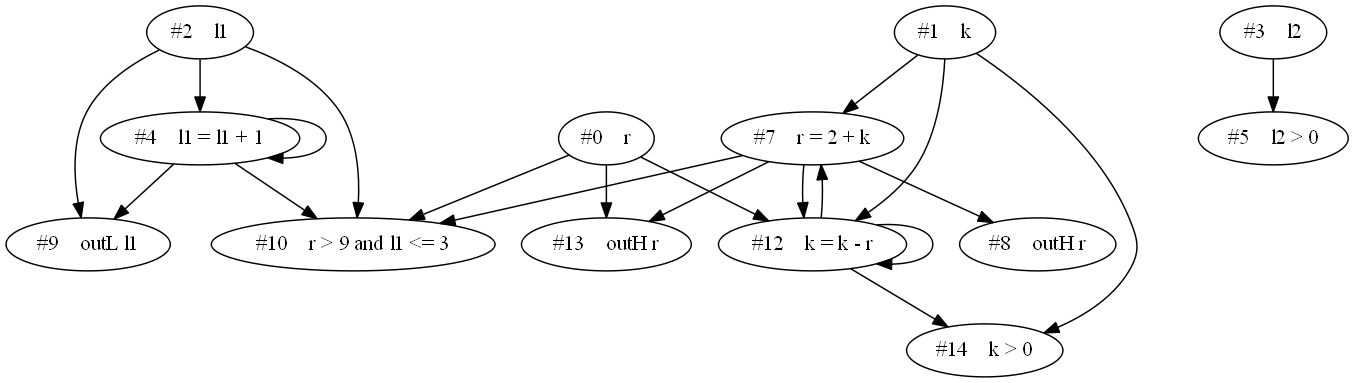 #2 l1
#1 k
#3 l2
#4 l1 = l1 + 1
#0 r
#7 r = 2 + k
#5 l2 > 0
#9 outL l1
#10 r > 9 and l1 <= 3
#13 outH r
#12 k = k - r
#8 outH r
#14 k > 0